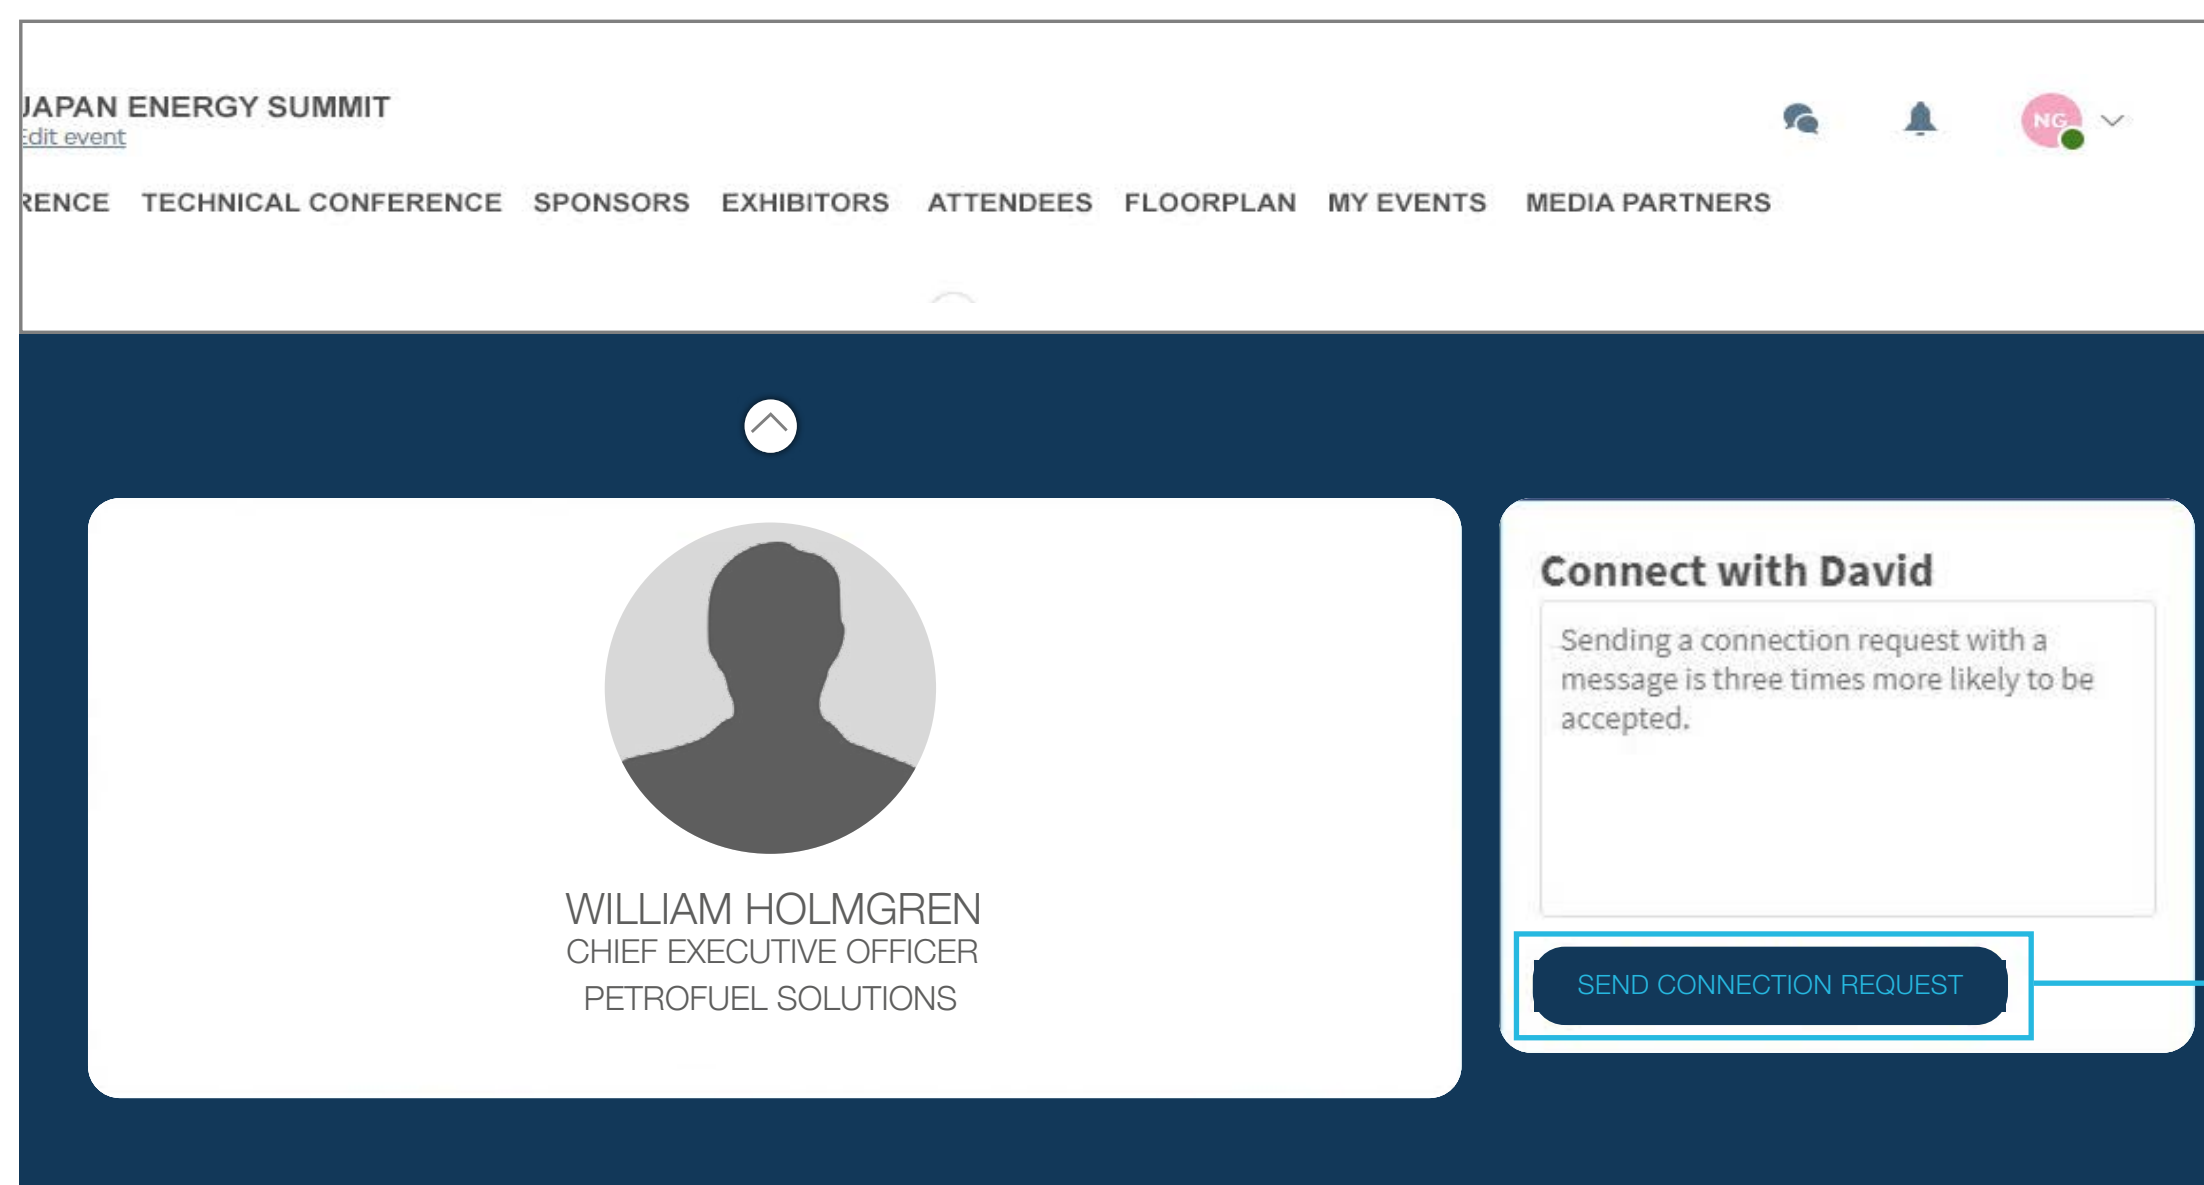 JAPAN ENERGY SUMMIT
Edit event
RENCE TECHNICAL CONFERENCE SPONSORS EXHIBITORS ATTENDEES FLOORPLAN MY EVENTS MEDIA PARTNERS
NG
WILLIAM HOLMGREN
CHIEF EXECUTIVE OFFICER
PETROFUEL SOLUTIONS
Connect with David
Sending a connection request with a
message is three times more likely to be
accepted.
SEND CONNECTION REQUEST